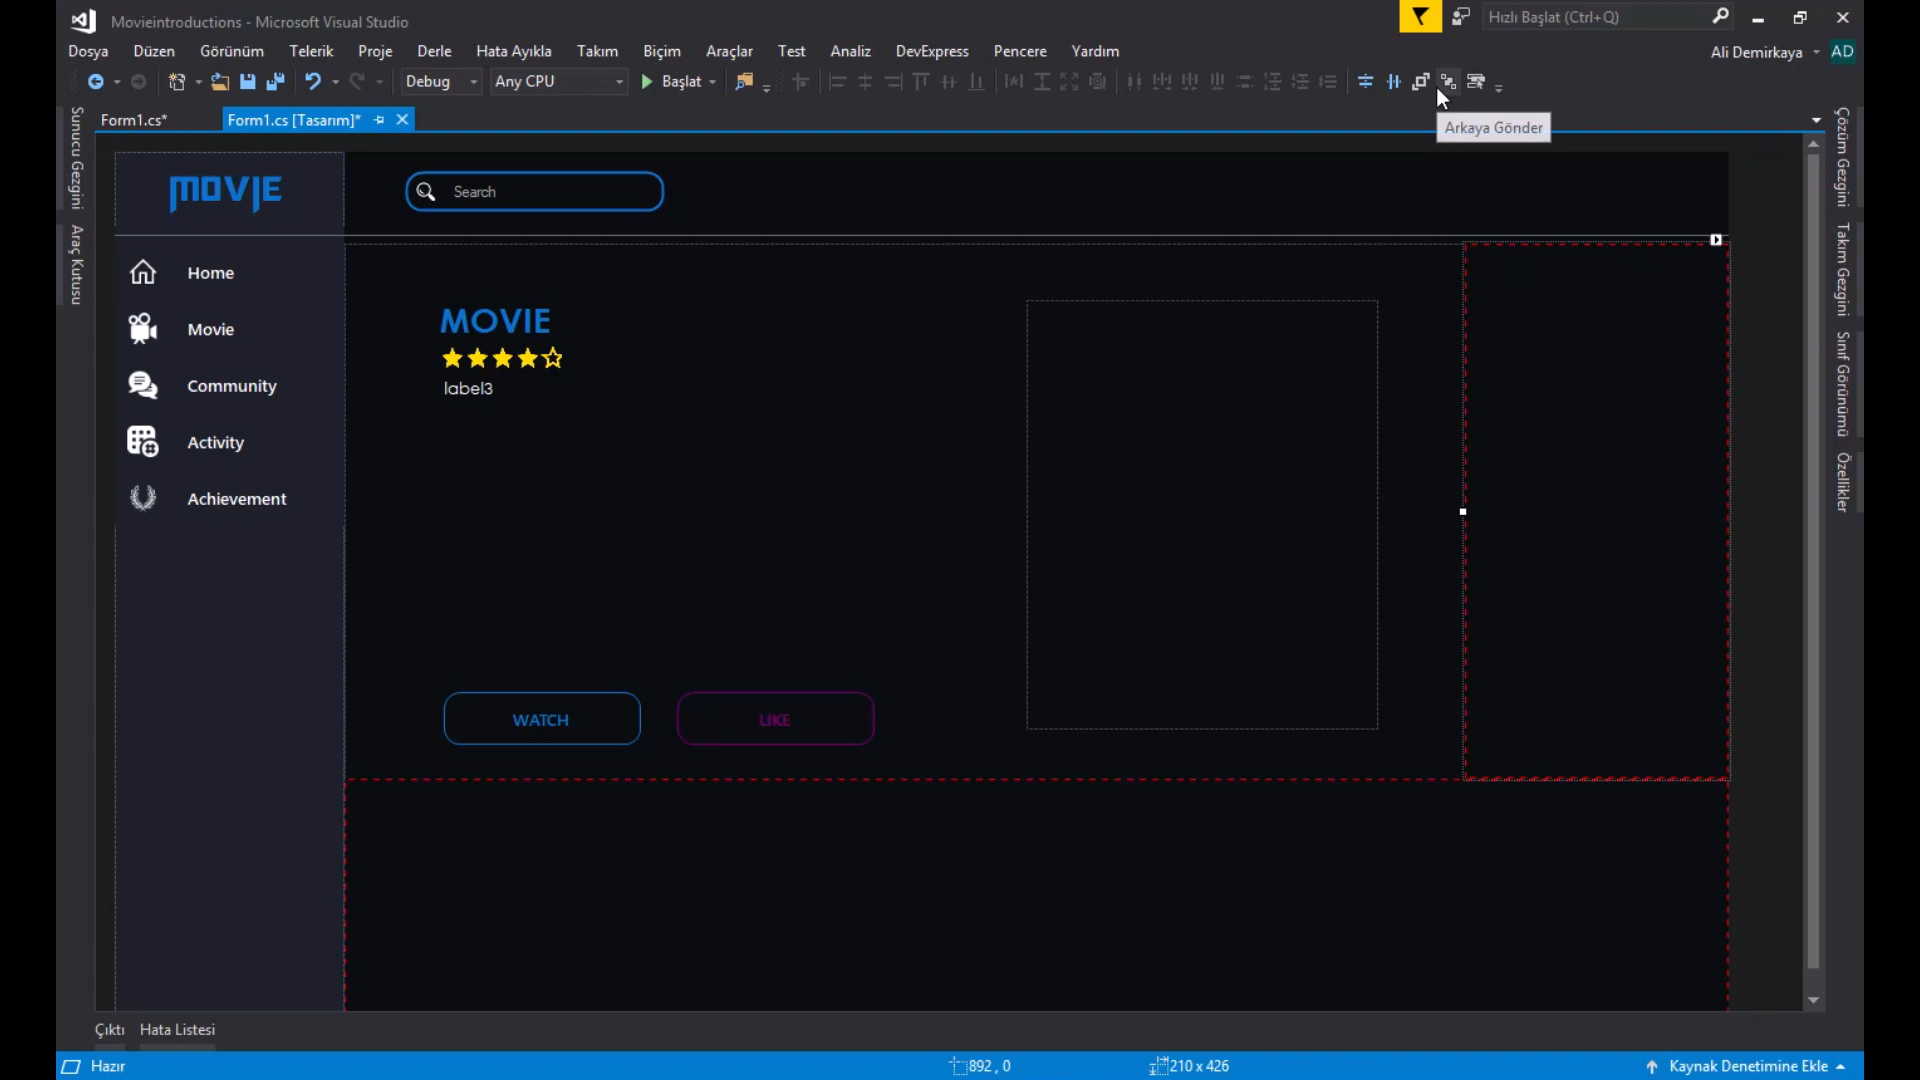 Movieintroductions - Microsoft Visual Studio
Hızlı Başlat (Ctrl+Q)
Dosya Düzen Görünüm Telerik Proje Derle Hata Ayıkla Takım Biçim Araçlar Test Analiz DevExpress Pencere Yardım
Ali Demirkaya AD
Debug Any CPU Başlat
Form1.cs* Form1.cs [Tasarım]*
Arkaya Gönder
Sunucu Gezgini
Araç Kutusu
MOVIE
Search
Home
Movie
Community
Activity
Achievement
MOVIE
label3
WATCH LIKE
Çözüm Gezgini
Takım Gezgini
Sınıf Görünümü
Özellikler
Çıktı Hata Listesi
Hazır 892 , 0 210 x 426 Kaynak Denetimine Ekle